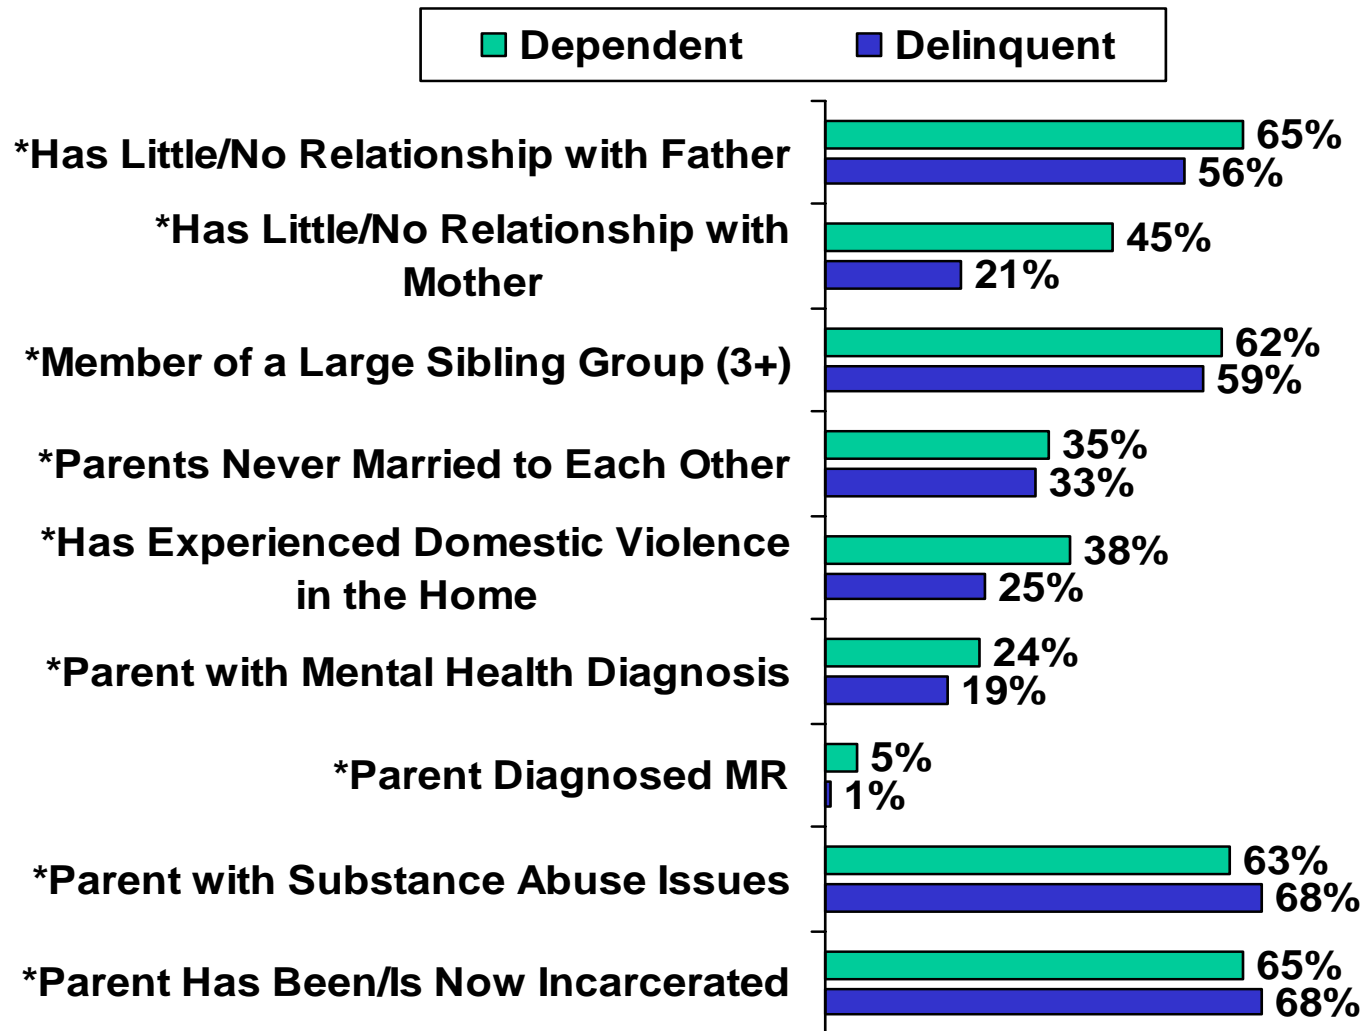 Dependent Delinquent
*Has Little/No Relationship with Father
65%
56%
*Has Little/No Relationship with
Mother
45%
21%
*Member of a Large Sibling Group (3+)
62%
59%
*Parents Never Married to Each Other
35%
33%
*Has Experienced Domestic Violence
in the Home
38%
25%
*Parent with Mental Health Diagnosis
24%
19%
*Parent Diagnosed MR
5%
1%
*Parent with Substance Abuse Issues
63%
68%
*Parent Has Been/Is Now Incarcerated
65%
68%